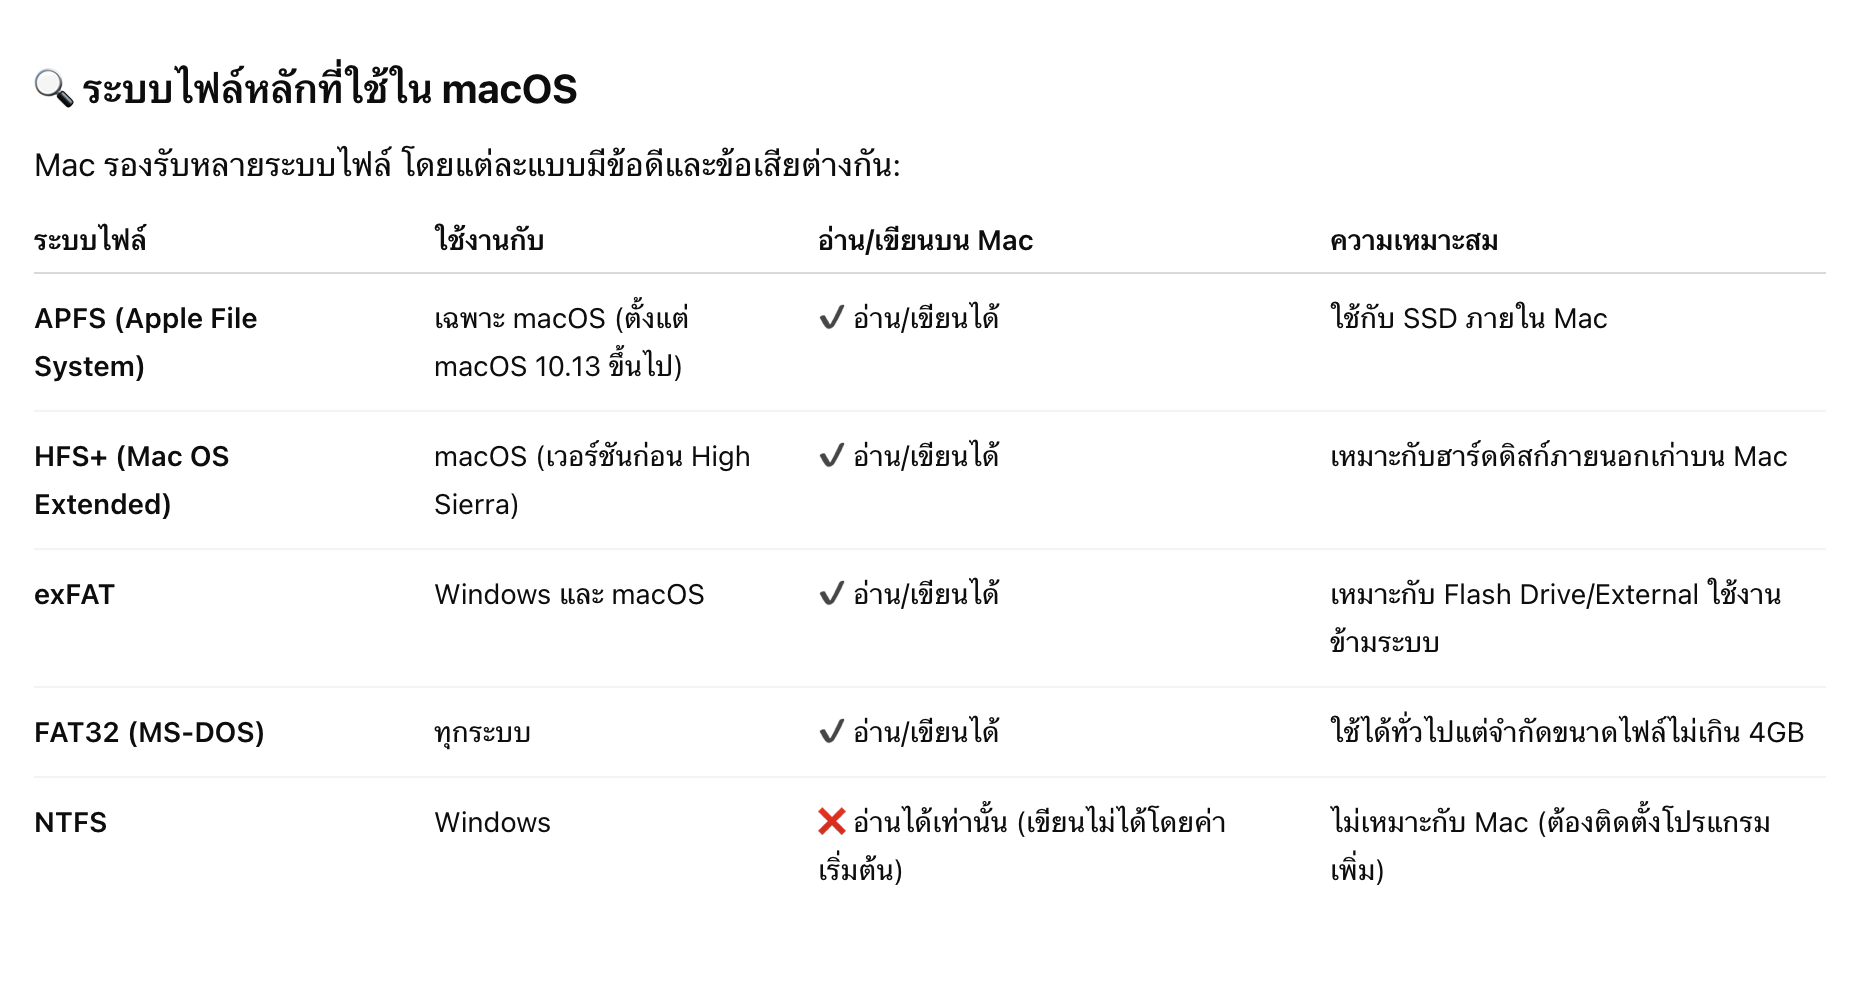 🔍 ระบบไฟล์หลักที่ใช้ใน macOS
Mac รองรับหลายระบบไฟล์ โดยแต่ละแบบมีข้อดีและข้อเสียต่างกัน:
ระบบไฟล์ ใช้งานกับ อ่าน/เขียนบน Mac ความเหมาะสม
APFS (Apple File เฉพาะ macOS (ตั้งแต่ ✔ อ่าน/เขียนได้ ใช้กับ SSD ภายใน Mac
System) macOS 10.13 ขึ้นไป)
HFS+ (Mac OS macOS (เวอร์ชันก่อน High ✔ อ่าน/เขียนได้ เหมาะกับฮาร์ดดิสก์ภายนอกเก่าบน Mac
Extended) Sierra)
exFAT Windows และ macOS ✔ อ่าน/เขียนได้ เหมาะกับ Flash Drive/External ใช้งาน
ข้ามระบบ
FAT32 (MS-DOS) ทุกระบบ ✔ อ่าน/เขียนได้ ใช้ได้ทั่วไปแต่จำกัดขนาดไฟล์ไม่เกิน 4GB
NTFS Windows ❌ อ่านได้เท่านั้น (เขียนไม่ได้โดยค่า ไม่เหมาะกับ Mac (ต้องติดตั้งโปรแกรม
เริ่มต้น) เพิ่ม)